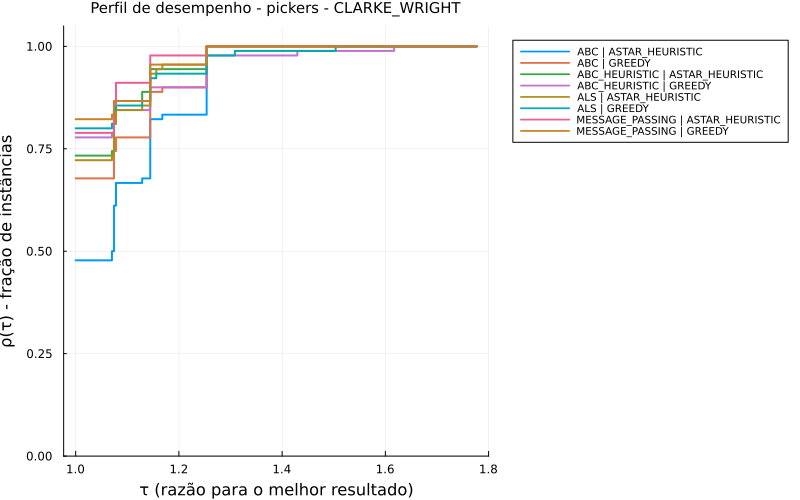 Perfil de desempenho - pickers - CLARKE_WRIGHT
1.00
0.75
0.50
0.25
0.00
ρ(τ) - fração de instâncias
1.0
1.2
1.4
1.6
1.8
τ (razão para o melhor resultado)
ABC | ASTAR_HEURISTIC
ABC | GREEDY
ABC_HEURISTIC | ASTAR_HEURISTIC
ABC_HEURISTIC | GREEDY
ALS | ASTAR_HEURISTIC
ALS | GREEDY
MESSAGE_PASSING | ASTAR_HEURISTIC
MESSAGE_PASSING | GREEDY